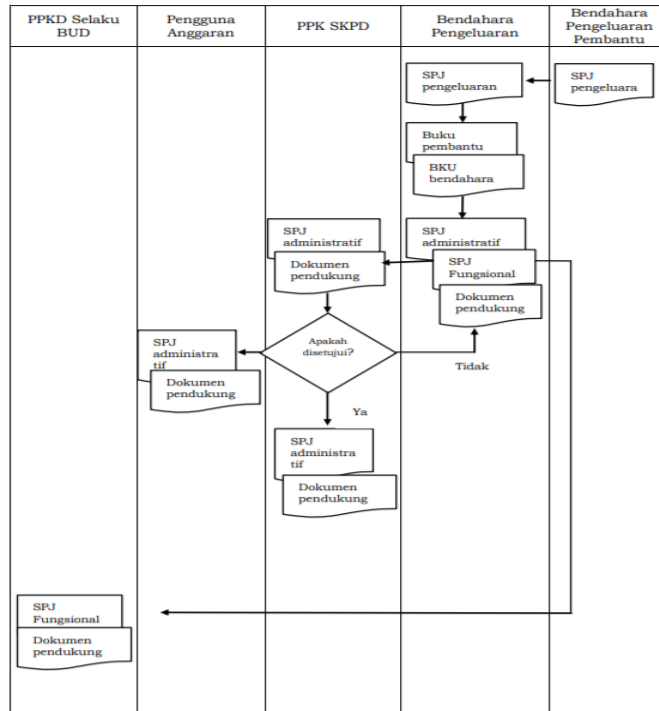 PPKD Selaku
BUD
Pengguna
Anggaran
PPK SKPD
Bendahara
Pengeluaran
Bendahara
Pengeluaran
Pembantu
SPJ
pengeluaran
SPJ
pengeluara
Buku
pembantu
BKU
bendahara
SPJ
administratif
Dokumen
pendukung
SPJ
administratif
SPJ
Fungsional
Dokumen
pendukung
Apakah
disetujui?
Tidak
Ya
SPJ
administra
tif
Dokumen
pendukung
SPJ
administra
tif
Dokumen
pendukung
SPJ
Fungsional
Dokumen
pendukung